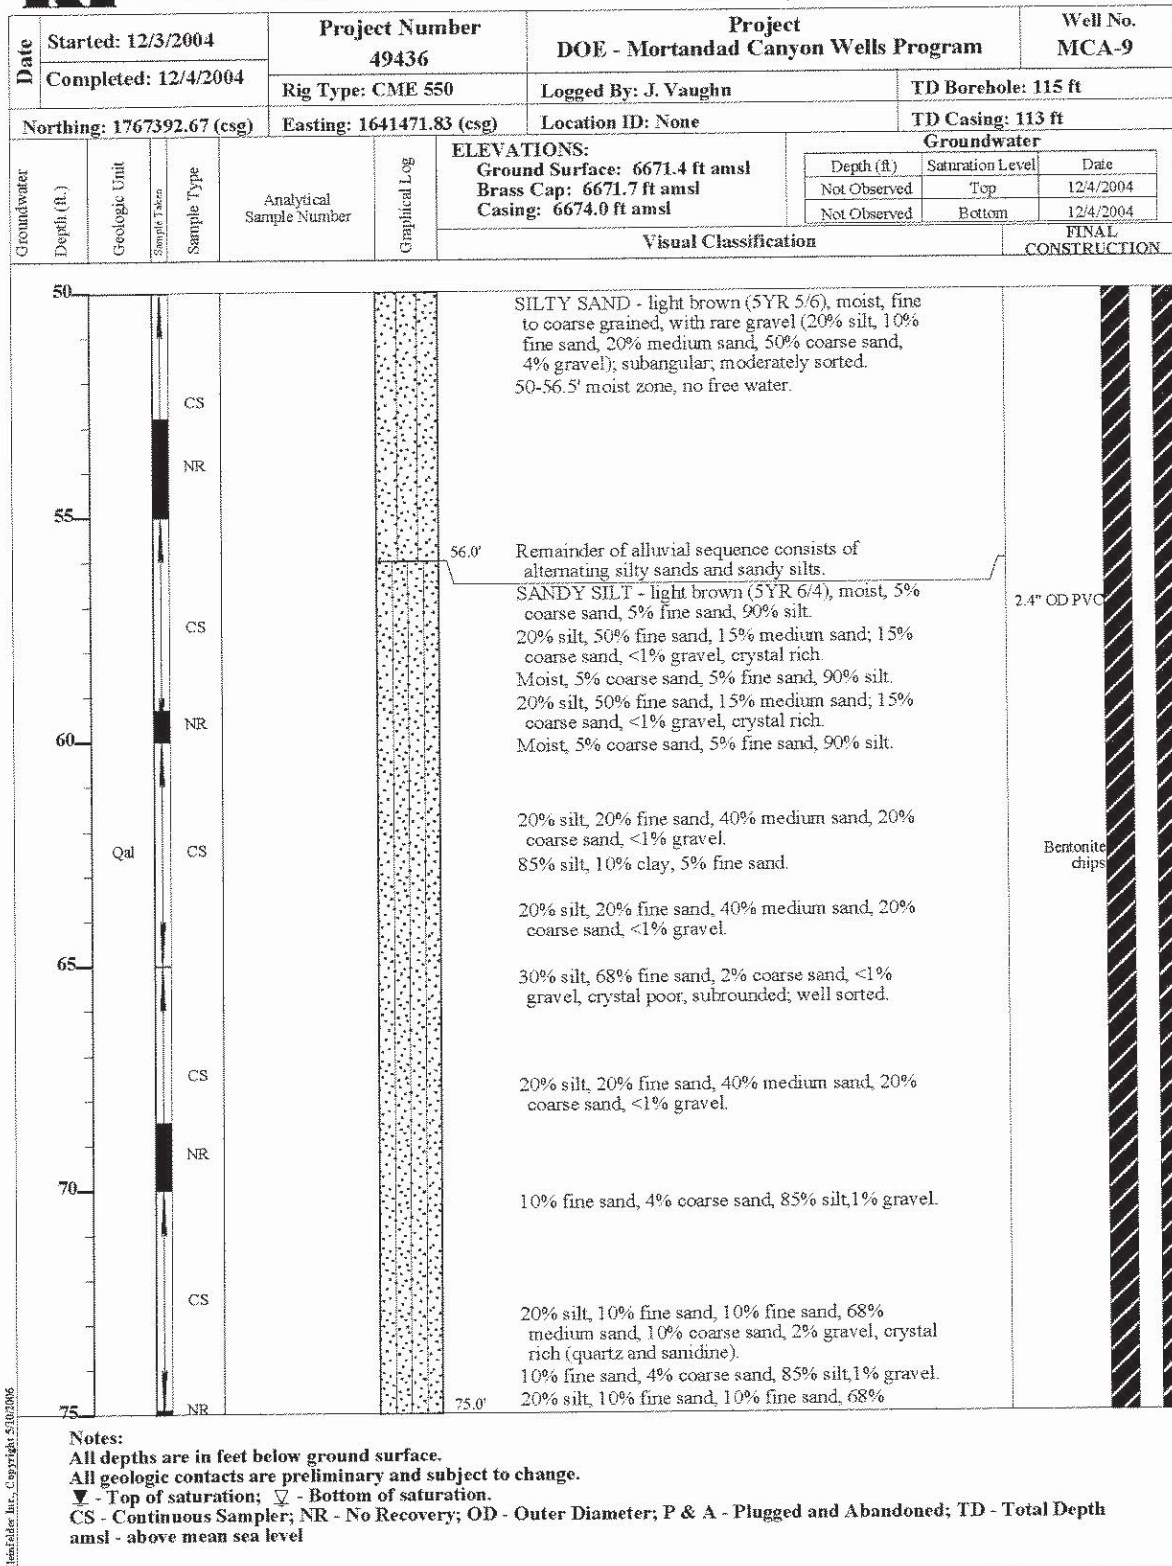 Date
Started: 12/3/2004
Completed: 12/4/2004
Project Number
49436
Project
DOE - Mortandad Canyon Wells Program
Well No.
MCA-9
Rig Type: CME 550
Logged By: J. Vaughn
TD Borehole: 115 ft
Northing: 1767392.67 (csg)
Easting: 1641471.83 (csg)
Location ID: None
TD Casing: 113 ft
Groundwater
Depth (ft.)
Geologic Unit
Sample Taken
Sample Type
Analytical
Sample Number
Graphical Log
ELEVATIONS:
Ground Surface: 6671.4 ft amsl
Brass Cap: 6671.7 ft amsl
Casing: 6674.0 ft amsl
Groundwater
Depth (ft) Saturation Level Date
Not Observed Top 12/4/2004
Not Observed Bottom 12/4/2004
Visual Classification
FINAL
CONSTRUCTION
50
SILTY SAND - light brown (5YR 5/6), moist, fine
to coarse grained, with rare gravel (20% silt, 10%
fine sand, 20% medium sand, 50% coarse sand,
4% gravel); subangular; moderately sorted.
50-56.5' moist zone, no free water.
CS
NR
55
56.0'
Remainder of alluvial sequence consists of
alternating silty sands and sandy silts.
SANDY SILT - light brown (5YR 6/4), moist, 5%
coarse sand, 5% fine sand, 90% silt.
2.4" OD PVC
CS
20% silt, 50% fine sand, 15% medium sand; 15%
coarse sand, <1% gravel, crystal rich.
Moist, 5% coarse sand, 5% fine sand, 90% silt.
20% silt, 50% fine sand, 15% medium sand; 15%
coarse sand, <1% gravel, crystal rich.
NR
60
Moist, 5% coarse sand, 5% fine sand, 90% silt.
20% silt, 20% fine sand, 40% medium sand, 20%
coarse sand, <1% gravel.
Qal
CS
85% silt, 10% clay, 5% fine sand.
Bentonite
chips
20% silt, 20% fine sand, 40% medium sand, 20%
coarse sand, <1% gravel.
65
30% silt, 68% fine sand, 2% coarse sand, <1%
gravel, crystal poor, subrounded; well sorted.
CS
20% silt, 20% fine sand, 40% medium sand, 20%
coarse sand, <1% gravel.
NR
70
10% fine sand, 4% coarse sand, 85% silt,1% gravel.
CS
20% silt, 10% fine sand, 10% fine sand, 68%
medium sand, 10% coarse sand, 2% gravel, crystal
rich (quartz and sanidine).
10% fine sand, 4% coarse sand, 85% silt,1% gravel.
75
NR
75.0'
20% silt, 10% fine sand, 10% fine sand, 68%
Notes:
All depths are in feet below ground surface.
All geologic contacts are preliminary and subject to change.
▼ - Top of saturation; ▽ - Bottom of saturation.
CS - Continuous Sampler; NR - No Recovery; OD - Outer Diameter; P & A - Plugged and Abandoned; TD - Total Depth
amsl - above mean sea level
Inc., Copyright 5/10/2006